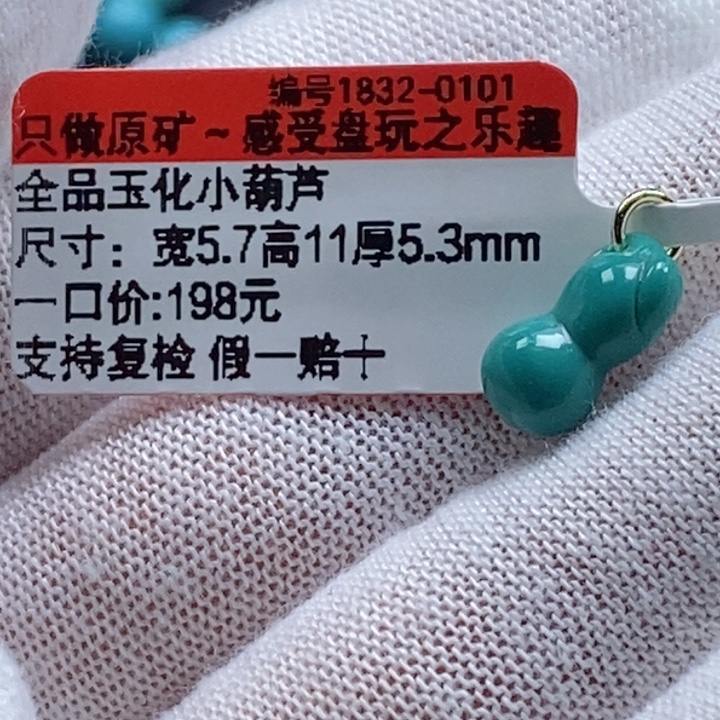 编号1832-0101
只做原矿~感受盘玩之乐趣
全品玉化小葫芦
尺寸：宽5.7高11厚5.3mm
一口价:198元
支持复检 假一赔十